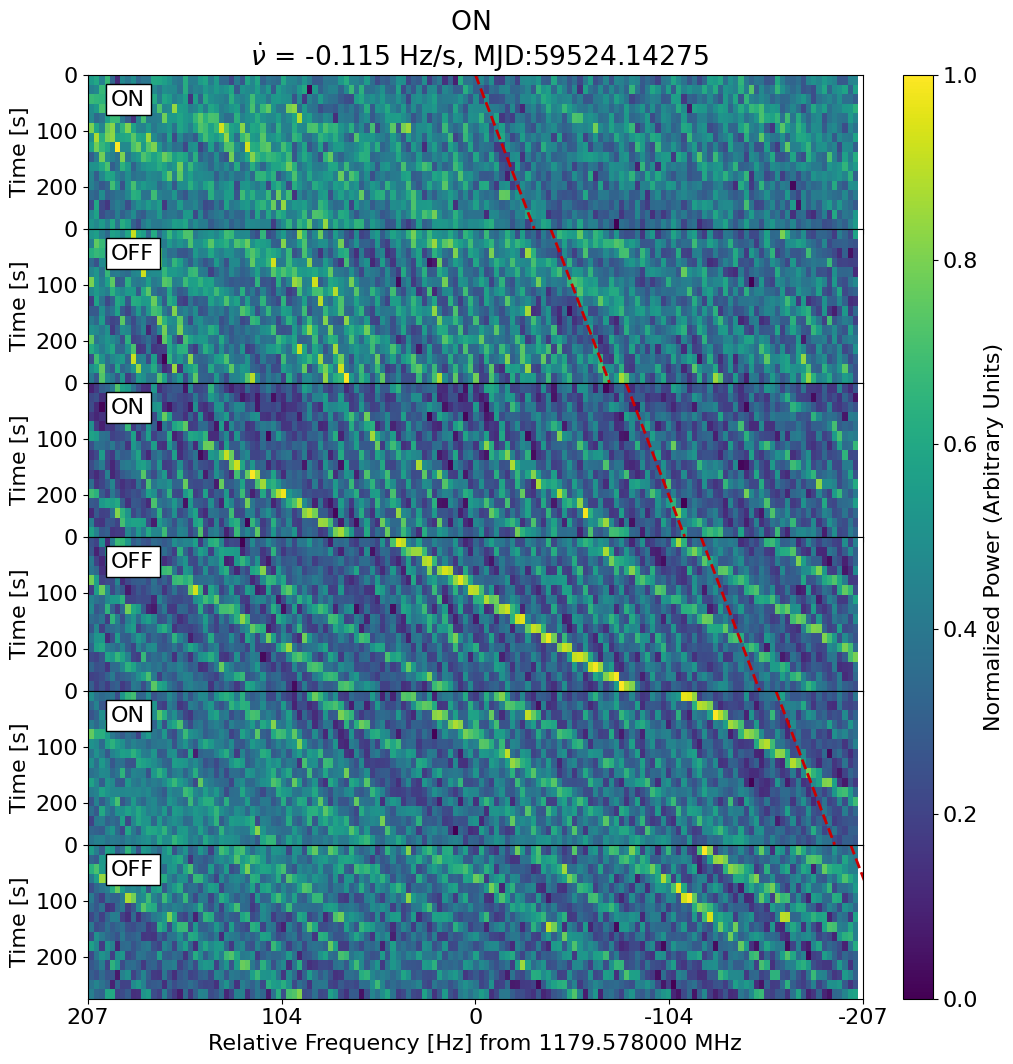 ON
ν̇ = -0.115 Hz/s, MJD:59524.14275
0
ON
Time [s]
100
200
0
OFF
Time [s]
100
200
0
ON
Time [s]
100
200
0
OFF
Time [s]
100
200
0
ON
Time [s]
100
200
0
OFF
Time [s]
100
200
207 104 0 -104 -207
Relative Frequency [Hz] from 1179.578000 MHz
1.0
0.8
0.6
0.4
0.2
0.0
Normalized Power (Arbitrary Units)